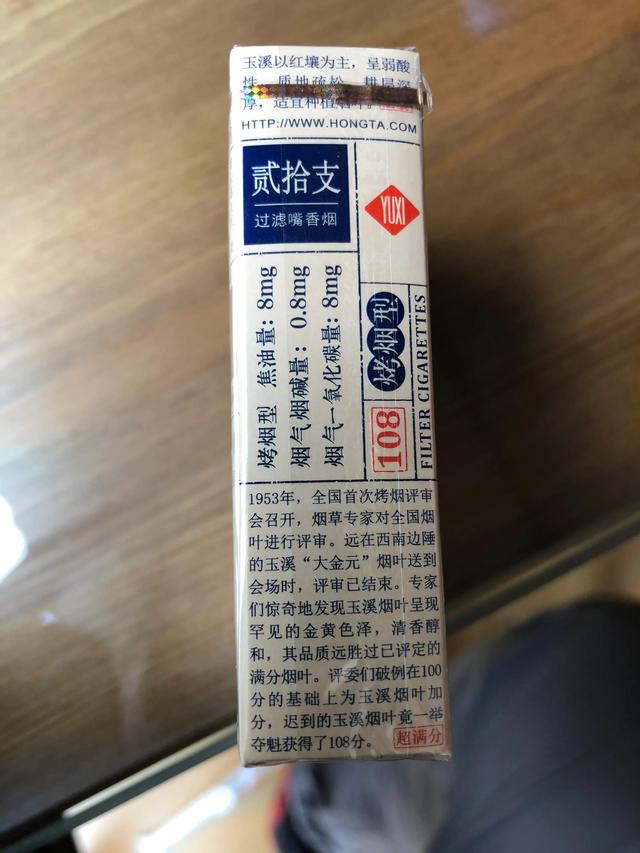 玉溪以红壤为主，呈弱酸
性，质地疏松，耕层深
厚，适宜种植烟叶。
HTTP://WWW.HONGTA.COM
贰拾支
过滤嘴香烟
YUXI
烤烟型 焦油量：8mg
烟气烟碱量：0.8mg
烟气一氧化碳量：8mg
烤烟型
108
FILTER CIGARETTES
1953年，全国首次烤烟评审
会召开，烟草专家对全国烟
叶进行评审。远在西南边陲
的玉溪“大金元”烟叶送到
会场时，评审已结束。专家
们惊奇地发现玉溪烟叶呈现
罕见的金黄色泽，清香醇
和，其品质远胜过已评定的
满分烟叶。评委们破例在100
分的基础上为玉溪烟叶加
分，迟到的玉溪烟叶竟一举
夺魁获得了108分。
超满分